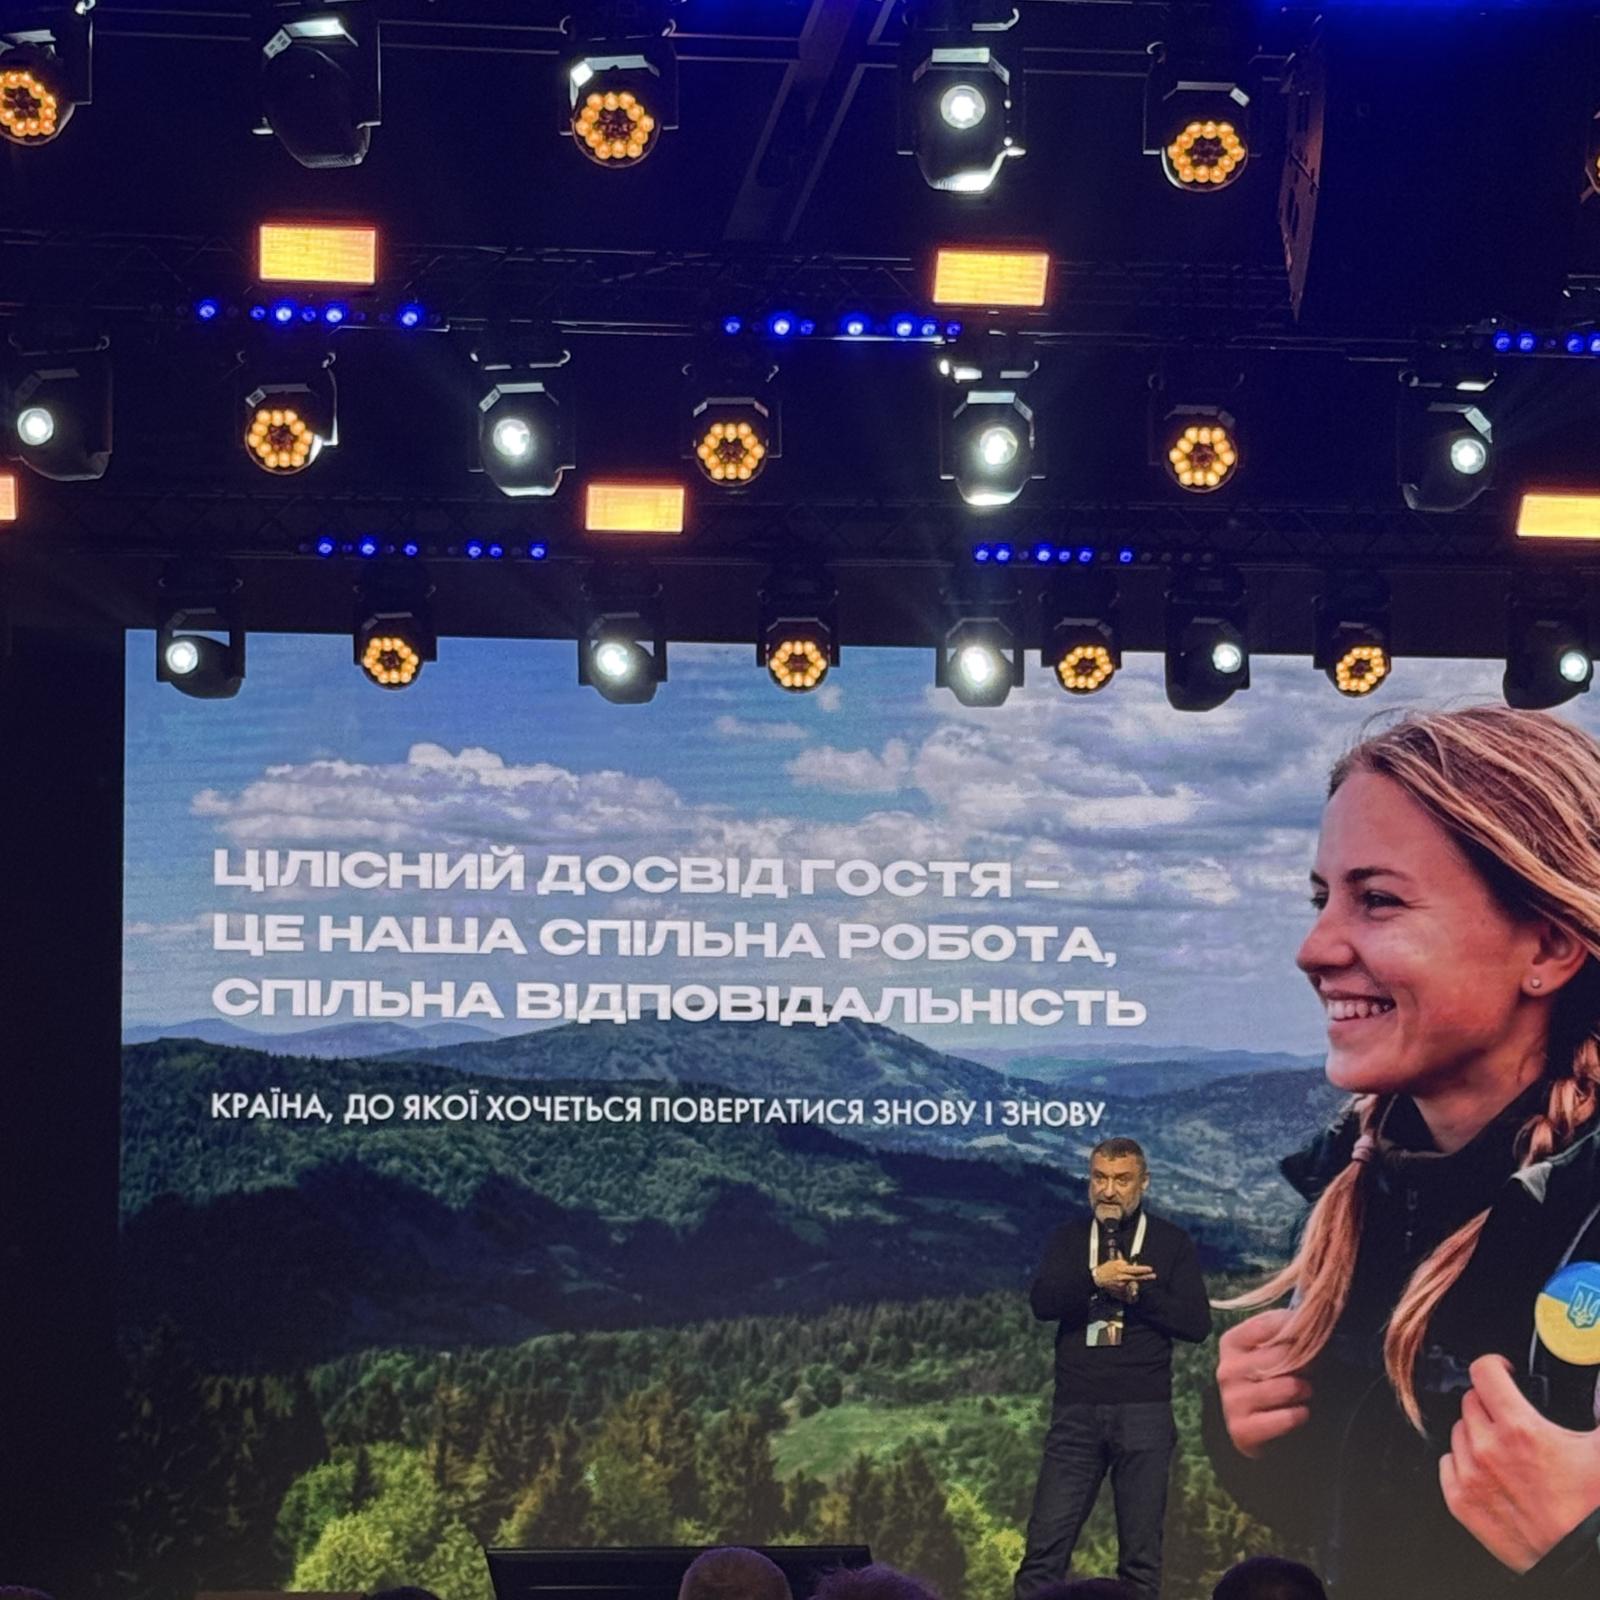 ЦІЛІСНИЙ ДОСВІД ГОСТЯ –
ЦЕ НАША СПІЛЬНА РОБОТА,
СПІЛЬНА ВІДПОВІДАЛЬНІСТЬ
КРАЇНА, ДО ЯКОЇ ХОЧЕТЬСЯ ПОВЕРТАТИСЯ ЗНОВУ І ЗНОВУ